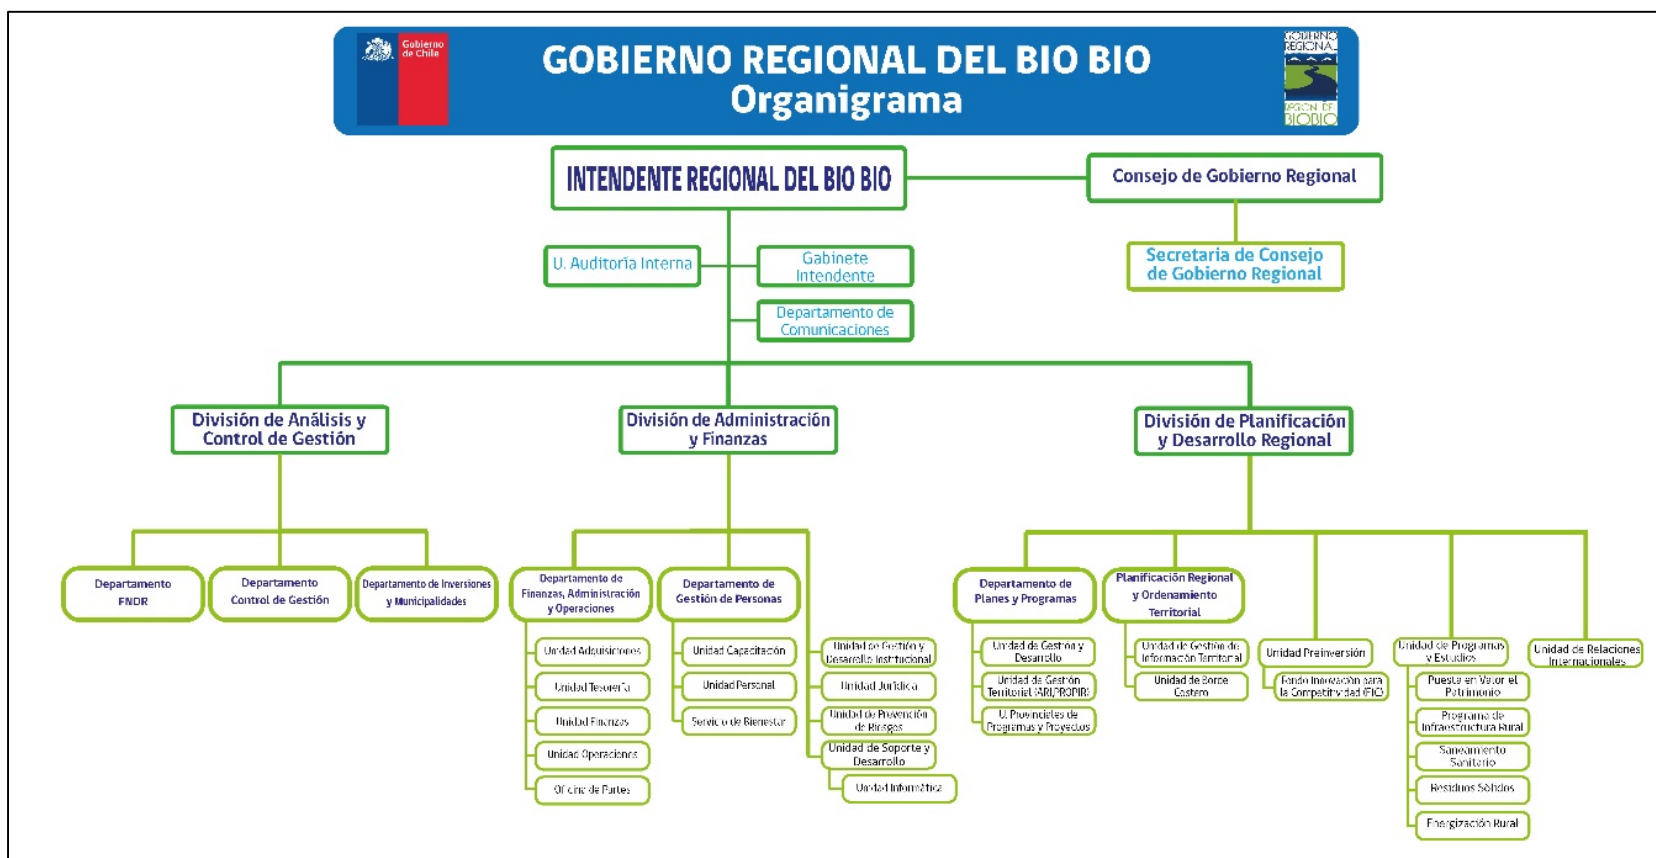 Gobierno
de Chile
GOBIERNO REGIONAL DEL BIO BIO
Organigrama
GOBIERNO
REGIONAL
REGION DEL
BIOBIO
INTENDENTE REGIONAL DEL BIO BIO
Consejo de Gobierno Regional
U. Auditoría Interna
Gabinete
Intendente
Secretaria de Consejo
de Gobierno Regional
Departamento de
Comunicaciones
División de Análisis y
Control de Gestión
División de Administración
y Finanzas
División de Planificación
y Desarrollo Regional
Departamento
FNDR
Departamento
Control de Gestión
Departamento de Inversiones
y Municipalidades
Departamento de
Finanzas, Administración
y Operaciones
Departamento de
Gestión de Personas
Departamento de
Planes y Programas
Planificación Regional
y Ordenamiento
Territorial
Unidad Adquisiciones
Unidad Tesorería
Unidad Finanzas
Unidad Operaciones
Oficina de Partes
Unidad Capacitación
Unidad Personal
Servicio de Bienestar
Unidad de Gestión y
Desarrollo Institucional
Unidad Jurídica
Unidad de Prevención
de Riesgos
Unidad de Soporte y
Desarrollo
Unidad Informática
Unidad de Gestión y
Desarrollo
Unidad de Gestión
Territorial (ARI,PROPIR)
U. Provinciales de
Programas y Proyectos
Unidad de Gestión de
Información Territorial
Unidad de Borde
Costero
Unidad Preinversión
Fondo Innovación para
la Competitividad (FIC)
Unidad de Programas
y Estudios
Puesta en Valor el
Patrimonio
Programa de
Infraestructura Rural
Saneamiento
Sanitario
Residuos Sólidos
Energización Rural
Unidad de Relaciones
Internacionales